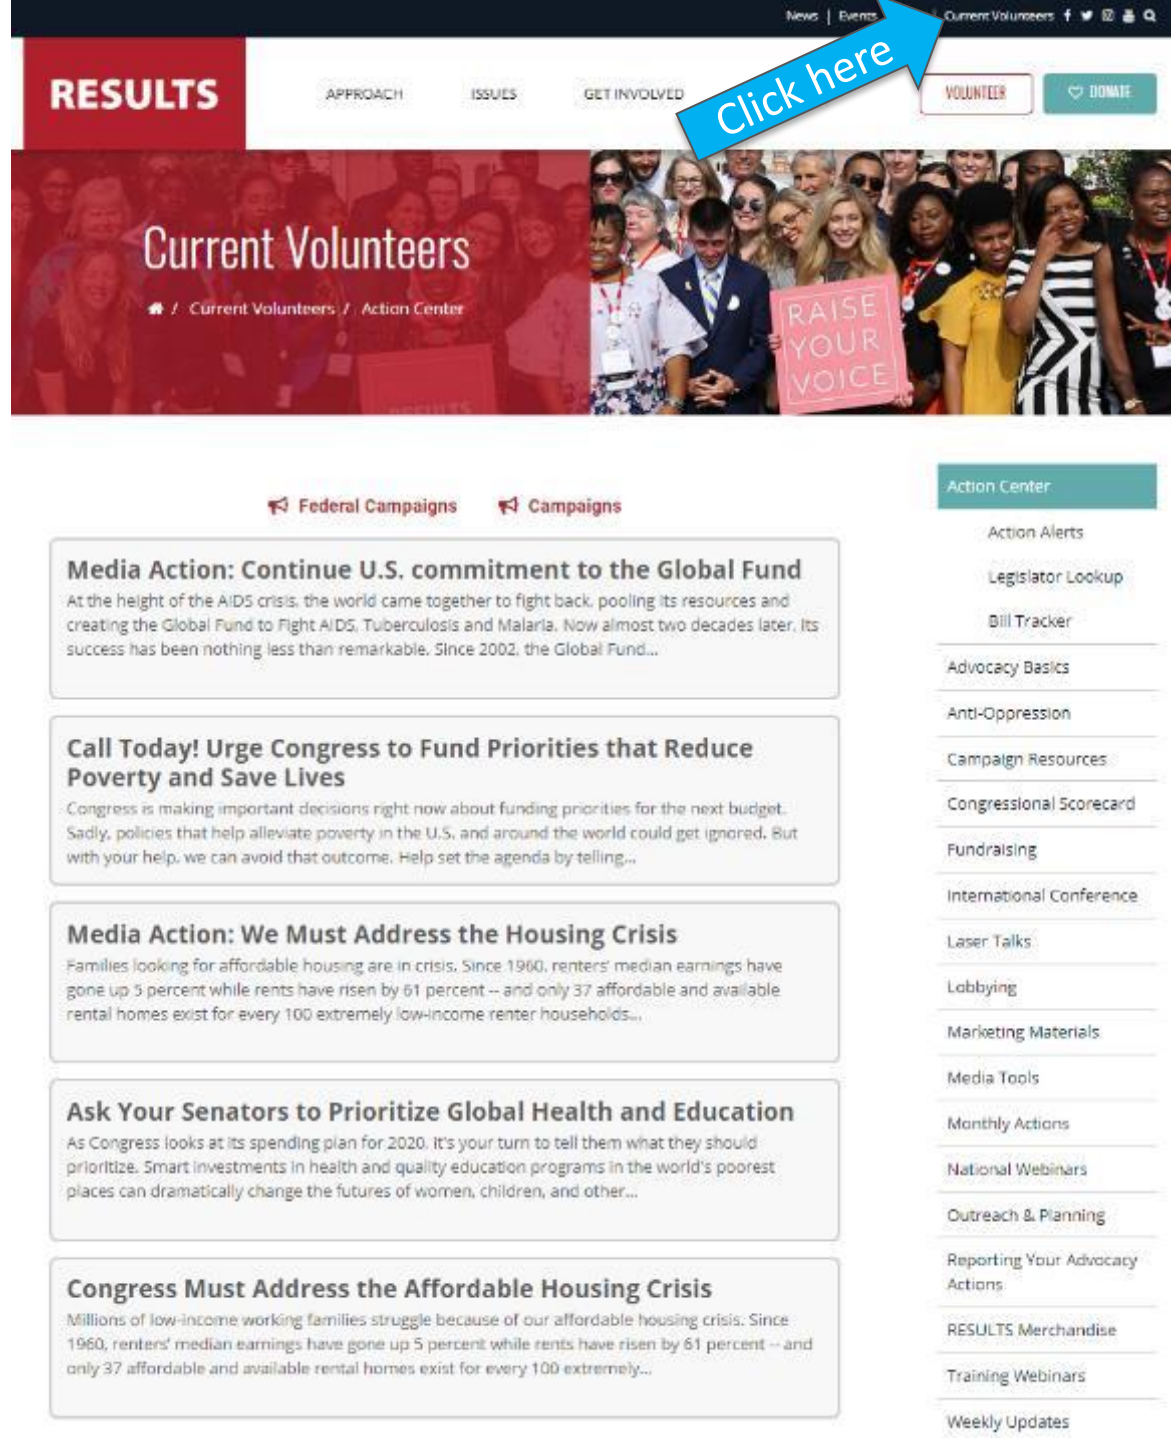 News | Events | Current Volunteers
Click here
RESULTS
APPROACH ISSUES GET INVOLVED
VOLUNTEER DONATE
Current Volunteers
/ Current Volunteers / Action Center
RAISE
YOUR
VOICE
RESULTS
Federal Campaigns Campaigns
Media Action: Continue U.S. commitment to the Global Fund
At the height of the AIDS crisis, the world came together to fight back, pooling its resources and
creating the Global Fund to Fight AIDS, Tuberculosis and Malaria. Now almost two decades later, its
success has been nothing less than remarkable. Since 2002, the Global Fund...
Call Today! Urge Congress to Fund Priorities that Reduce
Poverty and Save Lives
Congress is making important decisions right now about funding priorities for the next budget.
Sadly, policies that help alleviate poverty in the U.S. and around the world could get ignored. But
with your help, we can avoid that outcome. Help set the agenda by telling...
Media Action: We Must Address the Housing Crisis
Families looking for affordable housing are in crisis. Since 1960, renters' median earnings have
gone up 5 percent while rents have risen by 61 percent -- and only 37 affordable and available
rental homes exist for every 100 extremely low-income renter households...
Ask Your Senators to Prioritize Global Health and Education
As Congress looks at its spending plan for 2020, it's your turn to tell them what they should
prioritize. Smart investments in health and quality education programs in the world's poorest
places can dramatically change the futures of women, children, and other...
Congress Must Address the Affordable Housing Crisis
Millions of low-income working families struggle because of our affordable housing crisis. Since
1960, renters' median earnings have gone up 5 percent while rents have risen by 61 percent -- and
only 37 affordable and available rental homes exist for every 100 extremely...
Action Center
Action Alerts
Legislator Lookup
Bill Tracker
Advocacy Basics
Anti-Oppression
Campaign Resources
Congressional Scorecard
Fundraising
International Conference
Laser Talks
Lobbying
Marketing Materials
Media Tools
Monthly Actions
National Webinars
Outreach & Planning
Reporting Your Advocacy
Actions
RESULTS Merchandise
Training Webinars
Weekly Updates